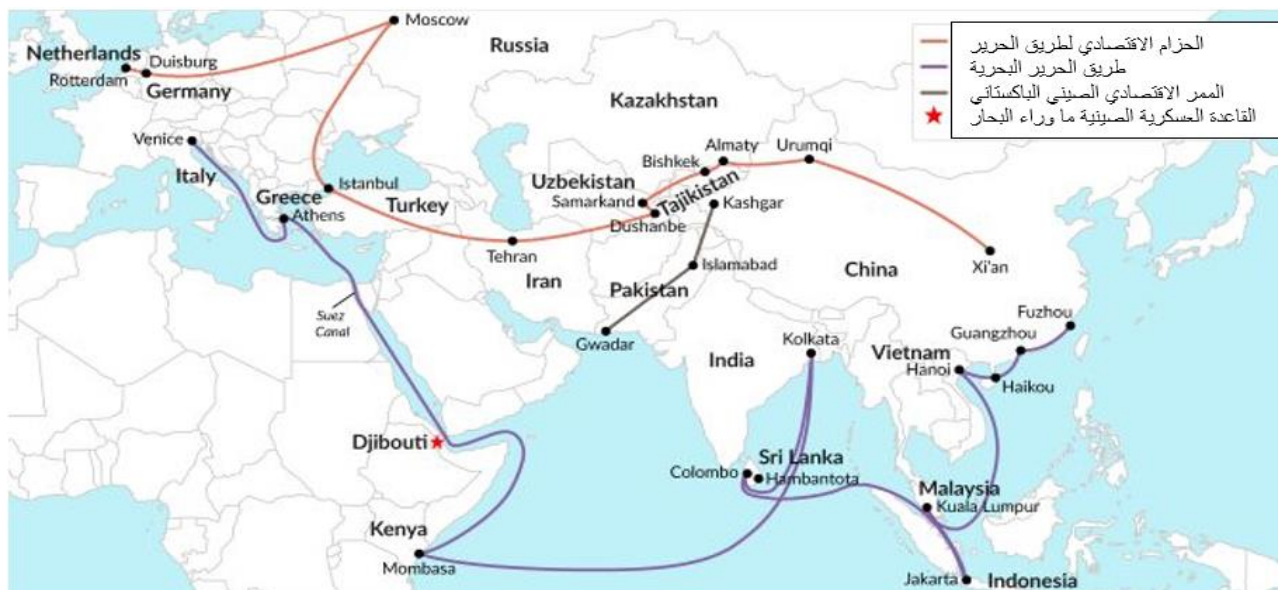 الحزام الاقتصادي لطريق الحرير
طريق الحرير البحرية
الممر الاقتصادي الصيني الباكستاني
القاعدة العسكرية الصينية ما وراء البحار
Moscow
Netherlands
Duisburg
Rotterdam
Germany
Russia
Kazakhstan
Venice
Italy
Almaty
Urumqi
Bishkek
Uzbekistan
Samarkand
Tajikistan
Dushanbe
Kashgar
Greece
Athens
Istanbul
Turkey
Tehran
Iran
Islamabad
Pakistan
China
Xi'an
Suez
Canal
Gwadar
Kolkata
India
Fuzhou
Guangzhou
Vietnam
Hanoi
Haikou
Djibouti
Colombo
Sri Lanka
Hambantota
Malaysia
Kuala Lumpur
Kenya
Mombasa
Jakarta
Indonesia